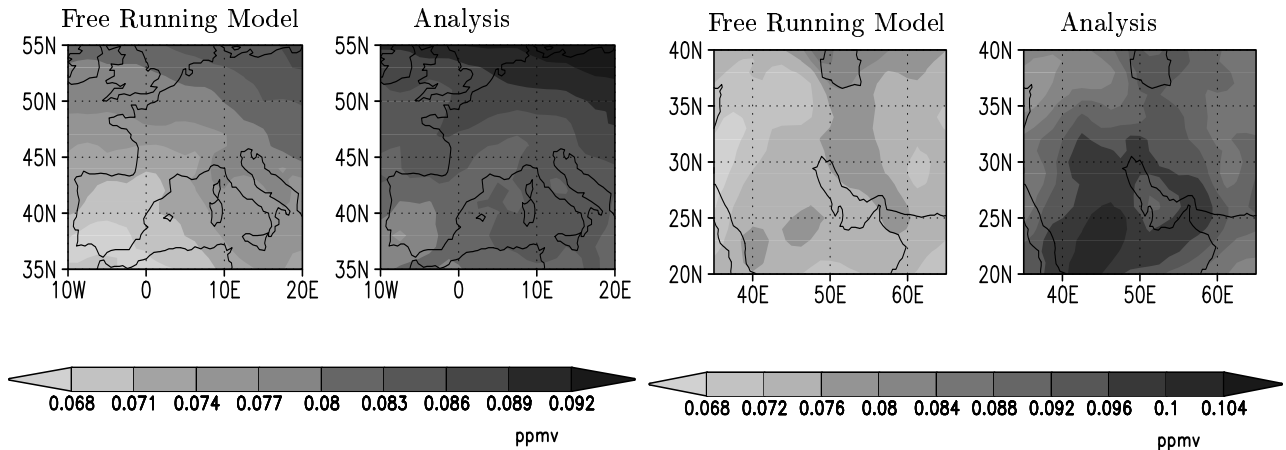 Free Running Model Analysis Free Running Model Analysis
55N 55N 40N 40N
50N 50N 35N 35N
45N 45N 30N 30N
40N 40N 25N 25N
35N 35N 20N 20N
10W 0 10E 20E 10W 0 10E 20E 40E 50E 60E 40E 50E 60E
0.068 0.071 0.074 0.077 0.08 0.083 0.086 0.089 0.092 0.068 0.072 0.076 0.08 0.084 0.088 0.092 0.096 0.1 0.104
ppmv ppmv